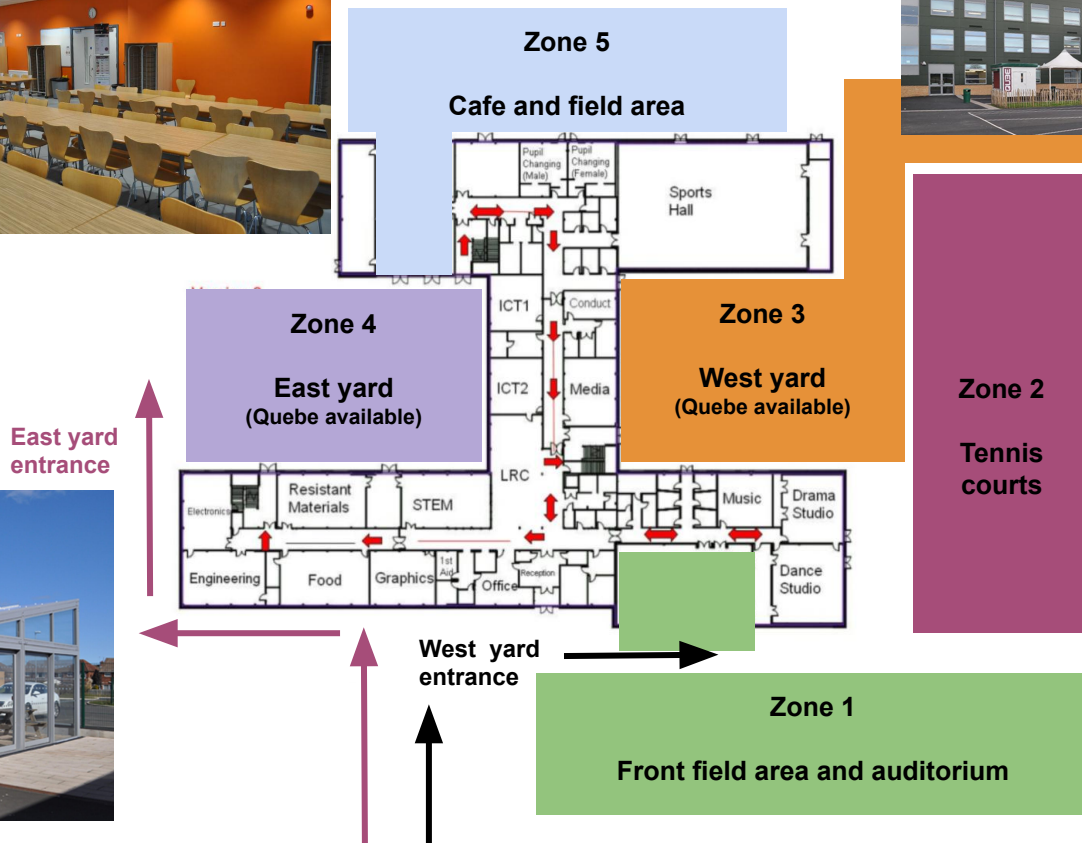 Zone 5
Cafe and field area
Pupil
Changing
(Male)
Pupil
Changing
(Female)
Sports
Hall
ICT1
Conduct
Zone 4
East yard
(Quebe available)
Zone 3
West yard
(Quebe available)
ICT2
Media
Zone 2
Tennis
courts
East yard
entrance
LRC
Electronics
Resistant
Materials
STEM
Music
Drama
Studio
Engineering
Food
Graphics
1st
Aid
Office
Reception
Dance
Studio
West yard
entrance
Zone 1
Front field area and auditorium